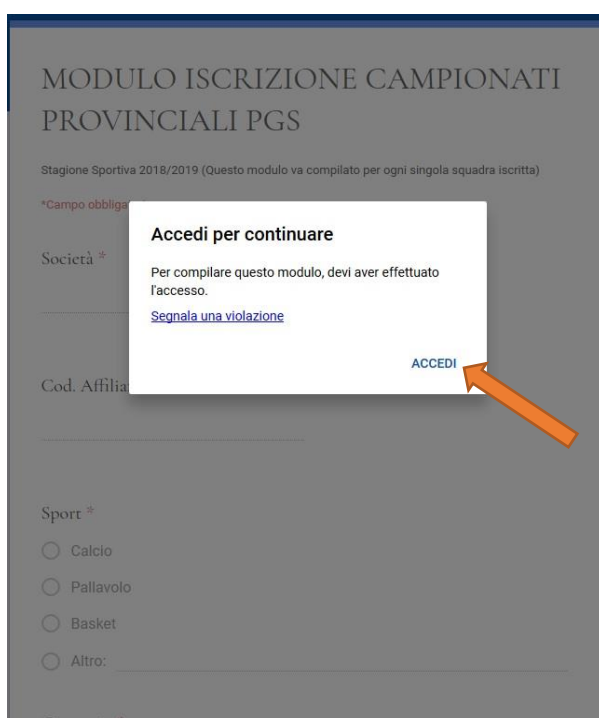 MODULO ISCRIZIONE CAMPIONATI
PROVINCIALI PGS
Stagione Sportiva 2018/2019 (Questo modulo va compilato per ogni singola squadra iscritta)
*Campo
Accedi per continuare
Società *
Per compilare questo modulo, devi aver effettuato
l'accesso.
Segnala una violazione
ACCEDI
Cod.
Sport *
Calcio
Pallavolo
Basket
Altro: